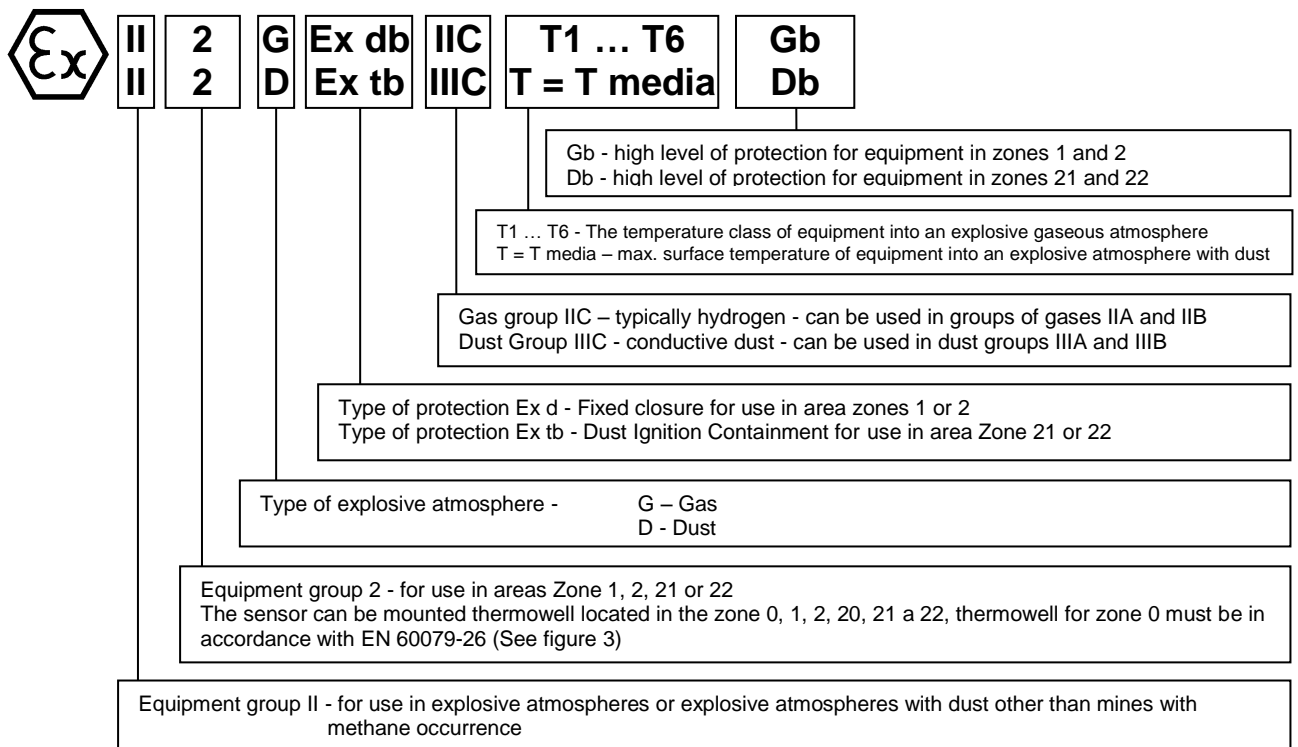 Ex II 2 G Ex db IIC T1 … T6 Gb
II 2 D Ex tb IIIC T = T media Db
Gb - high level of protection for equipment in zones 1 and 2
Db - high level of protection for equipment in zones 21 and 22
T1 … T6 - The temperature class of equipment into an explosive gaseous atmosphere
T = T media – max. surface temperature of equipment into an explosive atmosphere with dust
Gas group IIC – typically hydrogen - can be used in groups of gases IIA and IIB
Dust Group IIIC - conductive dust - can be used in dust groups IIIA and IIIB
Type of protection Ex d - Fixed closure for use in area zones 1 or 2
Type of protection Ex tb - Dust Ignition Containment for use in area Zone 21 or 22
Type of explosive atmosphere - G – Gas
D - Dust
Equipment group 2 - for use in areas Zone 1, 2, 21 or 22
The sensor can be mounted thermowell located in the zone 0, 1, 2, 20, 21 a 22, thermowell for zone 0 must be in
accordance with EN 60079-26 (See figure 3)
Equipment group II - for use in explosive atmospheres or explosive atmospheres with dust other than mines with
methane occurrence